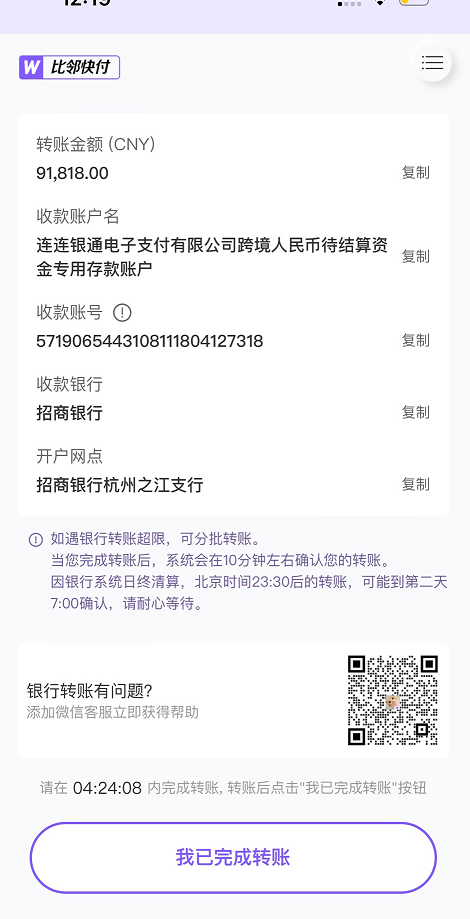 12:19
W 比邻快付
转账金额 (CNY)
91,818.00
复制
收款账户名
连连银通电子支付有限公司跨境人民币待结算资
金专用存款账户
复制
收款账号
5719065443108111804127318
复制
收款银行
招商银行
复制
开户网点
招商银行杭州之江支行
复制
如遇银行转账超限，可分批转账。
当您完成转账后，系统会在10分钟左右确认您的转账。
因银行系统日终清算，北京时间23:30后的转账，可能到第二天
7:00确认，请耐心等待。
银行转账有问题?
添加微信客服立即获得帮助
请在 04:24:08 内完成转账, 转账后点击"我已完成转账"按钮
我已完成转账